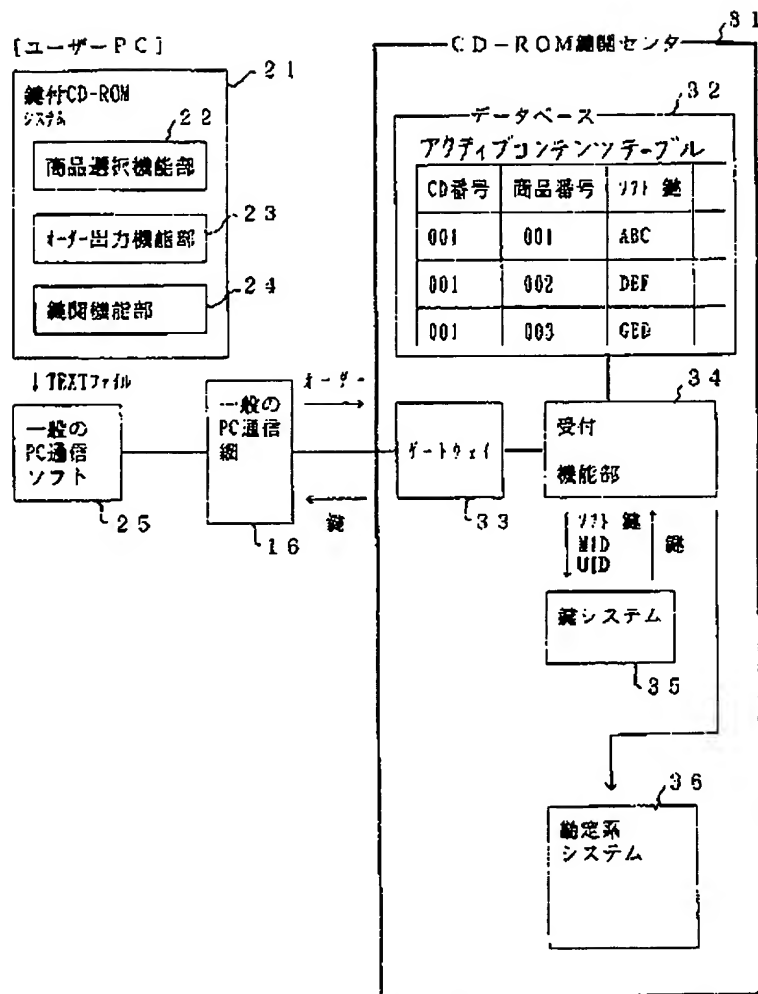 [ユーザーPC]
21
鍵付CD-ROM
システム
22
商品選択機能部
23
オーダー出力機能部
24
鍵開機能部
↓TEXTファイル
一般の
PC通信
ソフト
25
一般の
PC通信
網
16
オーダー
鍵
31
CD-ROM鍵開センタ
32
データベース
アクティブコンテンツテーブル
CD番号 商品番号 ソフト鍵
001 001 ABC
001 002 DEF
001 003 GED
ゲートウェイ
33
34
受付
機能部
ソフト鍵
MID
UID
鍵
鍵システム
35
36
勘定系
システム